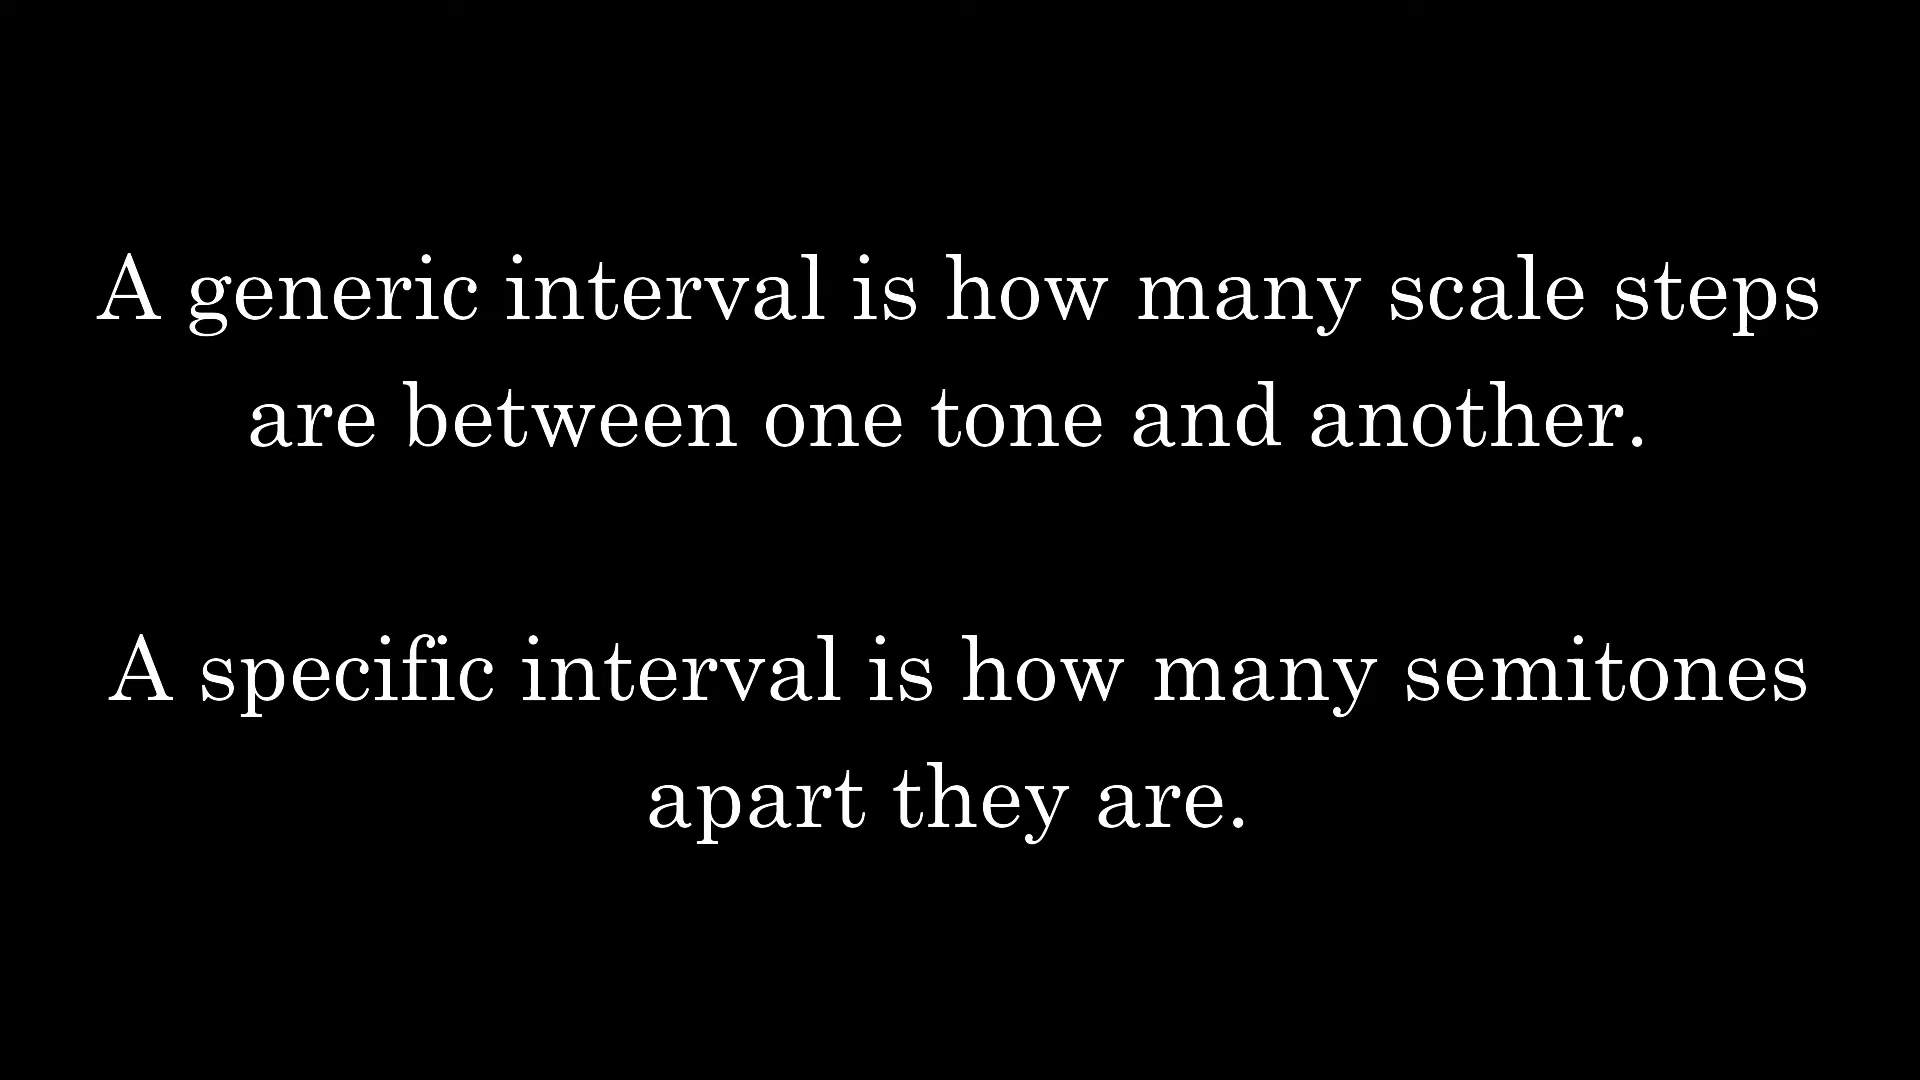 A generic interval is how many scale steps
are between one tone and another.
A specific interval is how many semitones
apart they are.